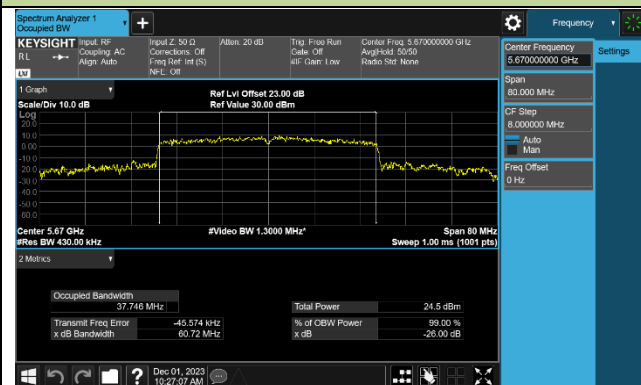 Spectrum Analyzer 1
Occupied BW
Frequency
KEYSIGHT
RL
LXI
Input: RF
Coupling: AC
Align: Auto
Input Z: 50 Ω
Corrections: Off
Freq Ref: Int (S)
NFE: Off
Atten: 20 dB
Trig: Free Run
Gate: Off
#IF Gain: Low
Center Freq: 5.670000000 GHz
Avg|Hold: 50/50
Radio Std: None
Center Frequency
5.670000000 GHz
Settings
Span
80.000 MHz
CF Step
8.000000 MHz
Auto
Man
Freq Offset
0 Hz
1 Graph
Scale/Div 10.0 dB
Ref Lvl Offset 23.00 dB
Ref Value 30.00 dBm
Log
20.0
10.0
0.00
-10.0
-20.0
-30.0
-40.0
-50.0
-60.0
Center 5.67 GHz
#Res BW 430.00 kHz
#Video BW 1.3000 MHz*
Span 80 MHz
Sweep 1.00 ms (1001 pts)
2 Metrics
Occupied Bandwidth
37.746 MHz
Total Power 24.5 dBm
Transmit Freq Error -45.574 kHz
% of OBW Power 99.00 %
x dB Bandwidth 60.72 MHz
x dB -26.00 dB
?
Dec 01, 2023
10:27:07 AM